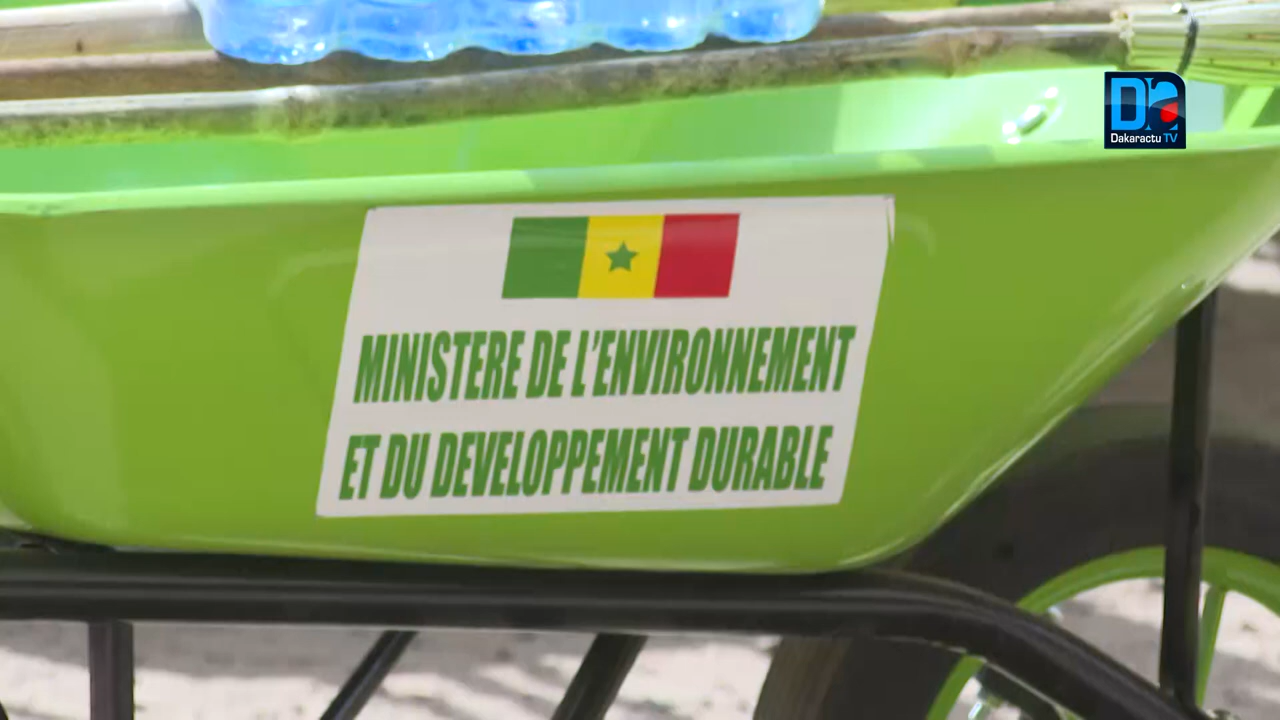 Dakaractu TV
MINISTERE DE L'ENVIRONNEMENT
ET DU DEVELOPPEMENT DURABLE